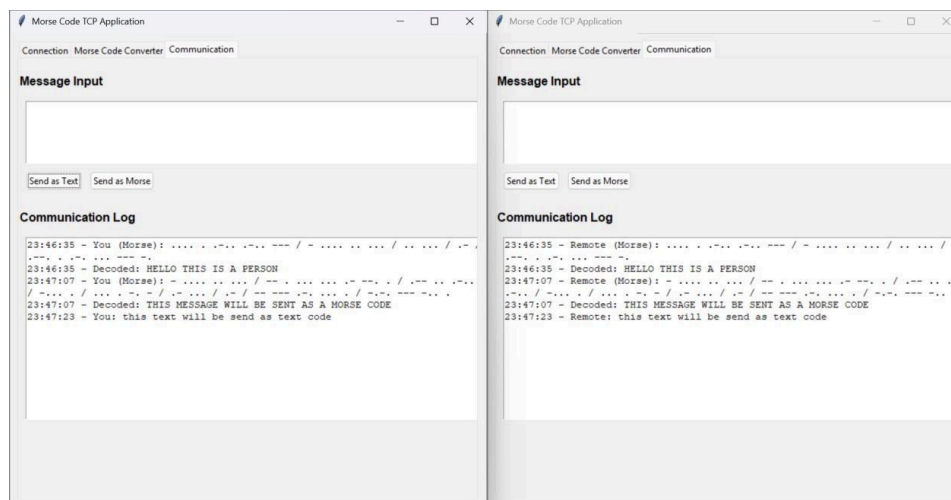 Morse Code TCP Application
Connection Morse Code Converter Communication
Message Input
Send as Text Send as Morse
Communication Log
23:46:35 - You (Morse): .... . .-.. .-.. --- / - .... .. ... / .. ... / .- /
.--. . .-. ... --- -.
23:46:35 - Decoded: HELLO THIS IS A PERSON
23:47:07 - You (Morse): - .... .. ... / -- . ... ... .- --. . / .-- .. .-..
/ -... . / ... . -. - / .- ... / .- / -- --- .-. ... . / -.-. --- -.. .
23:47:07 - Decoded: THIS MESSAGE WILL BE SENT AS A MORSE CODE
23:47:23 - You: this text will be send as text code
Morse Code TCP Application
Connection Morse Code Converter Communication
Message Input
Send as Text Send as Morse
Communication Log
23:46:35 - Remote (Morse): .... . .-.. .-.. --- / - .... .. ... / .. ... /
.--. . .-. ... --- -.
23:46:35 - Decoded: HELLO THIS IS A PERSON
23:47:07 - Remote (Morse): - .... .. ... / -- . ... ... .- --. . / .-- .. .
.-.. / -... . / ... . -. - / .- ... / .- / -- --- .-. ... . / -.-. --- -..
23:47:07 - Decoded: THIS MESSAGE WILL BE SENT AS A MORSE CODE
23:47:23 - Remote: this text will be send as text code